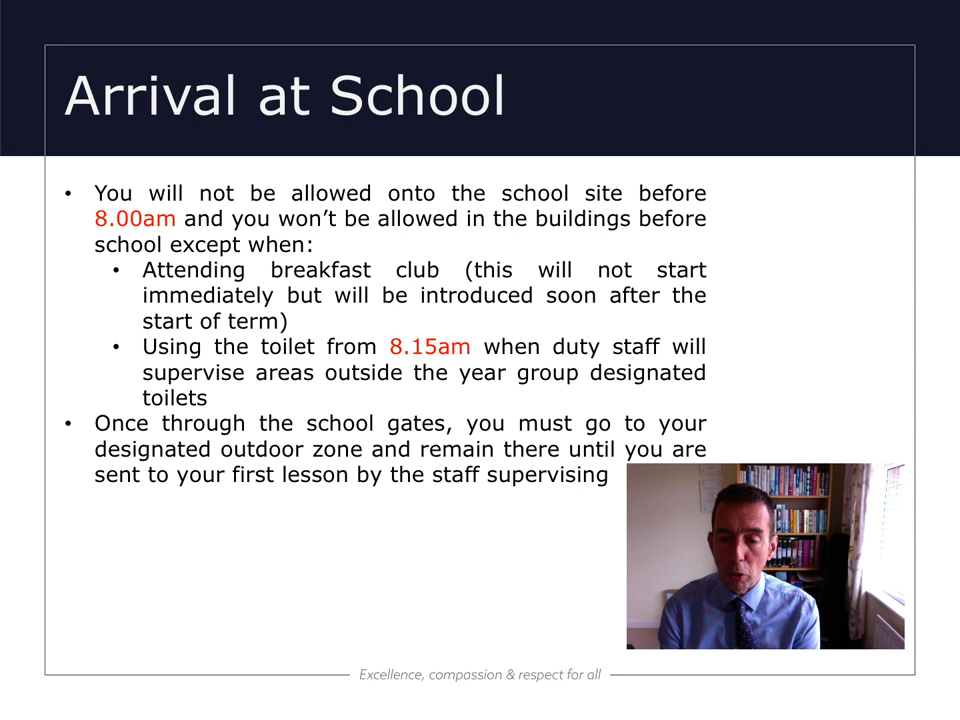 Arrival at School
• You will not be allowed onto the school site before
8.00am and you won’t be allowed in the buildings before
school except when:
• Attending breakfast club (this will not start
immediately but will be introduced soon after the
start of term)
• Using the toilet from 8.15am when duty staff will
supervise areas outside the year group designated
toilets
• Once through the school gates, you must go to your
designated outdoor zone and remain there until you are
sent to your first lesson by the staff supervising
Excellence, compassion & respect for all